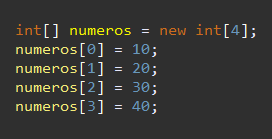 int[] numeros = new int[4];
numeros[0] = 10;
numeros[1] = 20;
numeros[2] = 30;
numeros[3] = 40;